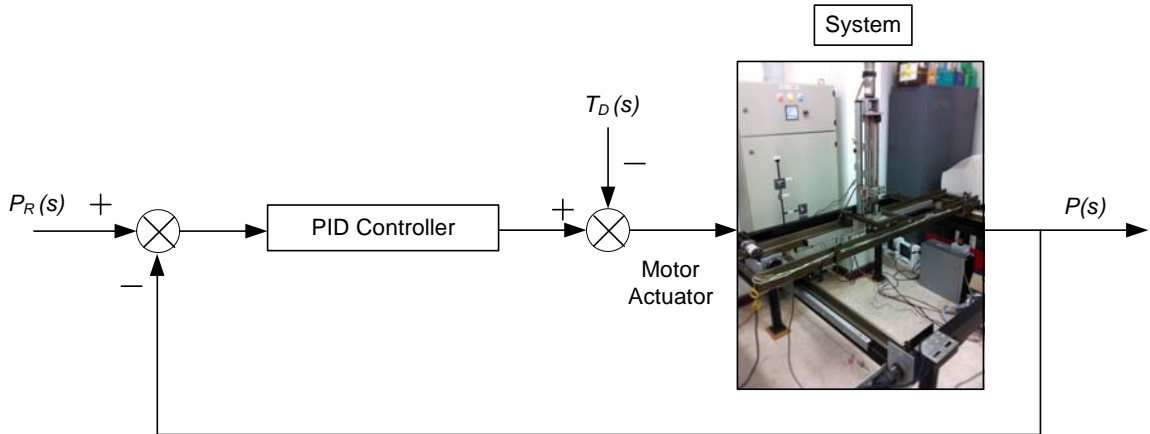 System
T_D (s)
−
P_R (s)
+
PID Controller
+
P(s)
−
Motor
Actuator